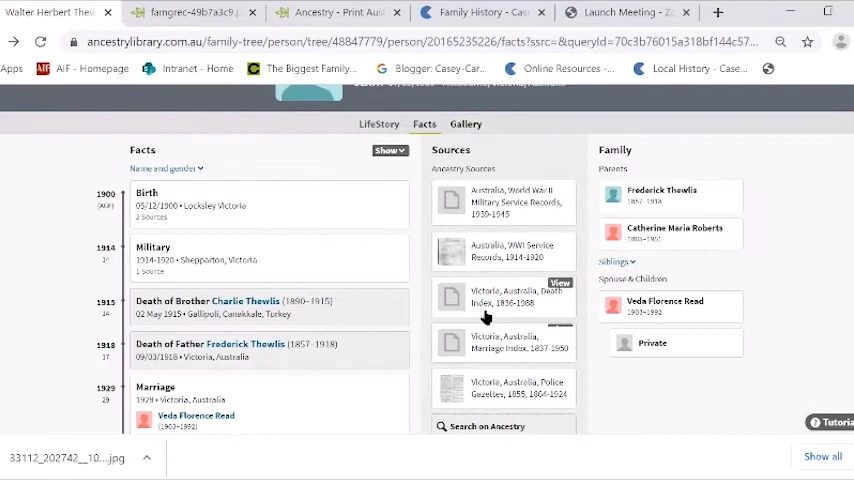 Walter Herbert Thew
famgrec-49b7a3c9.j
Ancestry - Print Aus
Family History - Case
Launch Meeting - Zo
ancestrylibrary.com.au/family-tree/person/tree/48847779/person/20165235226/facts?ssrc=&queryId=70c3b76015a318bf144c57...
Apps
AIF - Homepage
Intranet - Home
The Biggest Family...
Blogger: Casey-Car...
Online Resources -...
Local History - Case...
LifeStory
Facts
Gallery
Facts
Show
Name and gender
1900
(AGE)
Birth
05/12/1900 • Locksley Victoria
2 Sources
1914
14
Military
1914-1920 • Shepparton, Victoria
1 Source
1915
14
Death of Brother Charlie Thewlis (1890–1915)
02 May 1915 • Gallipoli, Canakkale, Turkey
1918
17
Death of Father Frederick Thewlis (1857–1918)
09/03/1918 • Victoria, Australia
1929
29
Marriage
1929 • Victoria, Australia
Veda Florence Read
(1903–1992)
Sources
Ancestry Sources
Australia, World War II
Military Service Records,
1939-1945
Australia, WWI Service
Records, 1914-1920
View
Victoria, Australia, Death
Index, 1836-1988
Victoria, Australia,
Marriage Index, 1837-1950
Victoria, Australia, Police
Gazettes, 1855, 1864-1924
Search on Ancestry
Family
Parents
Frederick Thewlis
1857–1918
Catherine Maria Roberts
Siblings
Spouse & Children
Veda Florence Read
1903–1992
Private
Tutoria
33112_202742__10....jpg
Show all